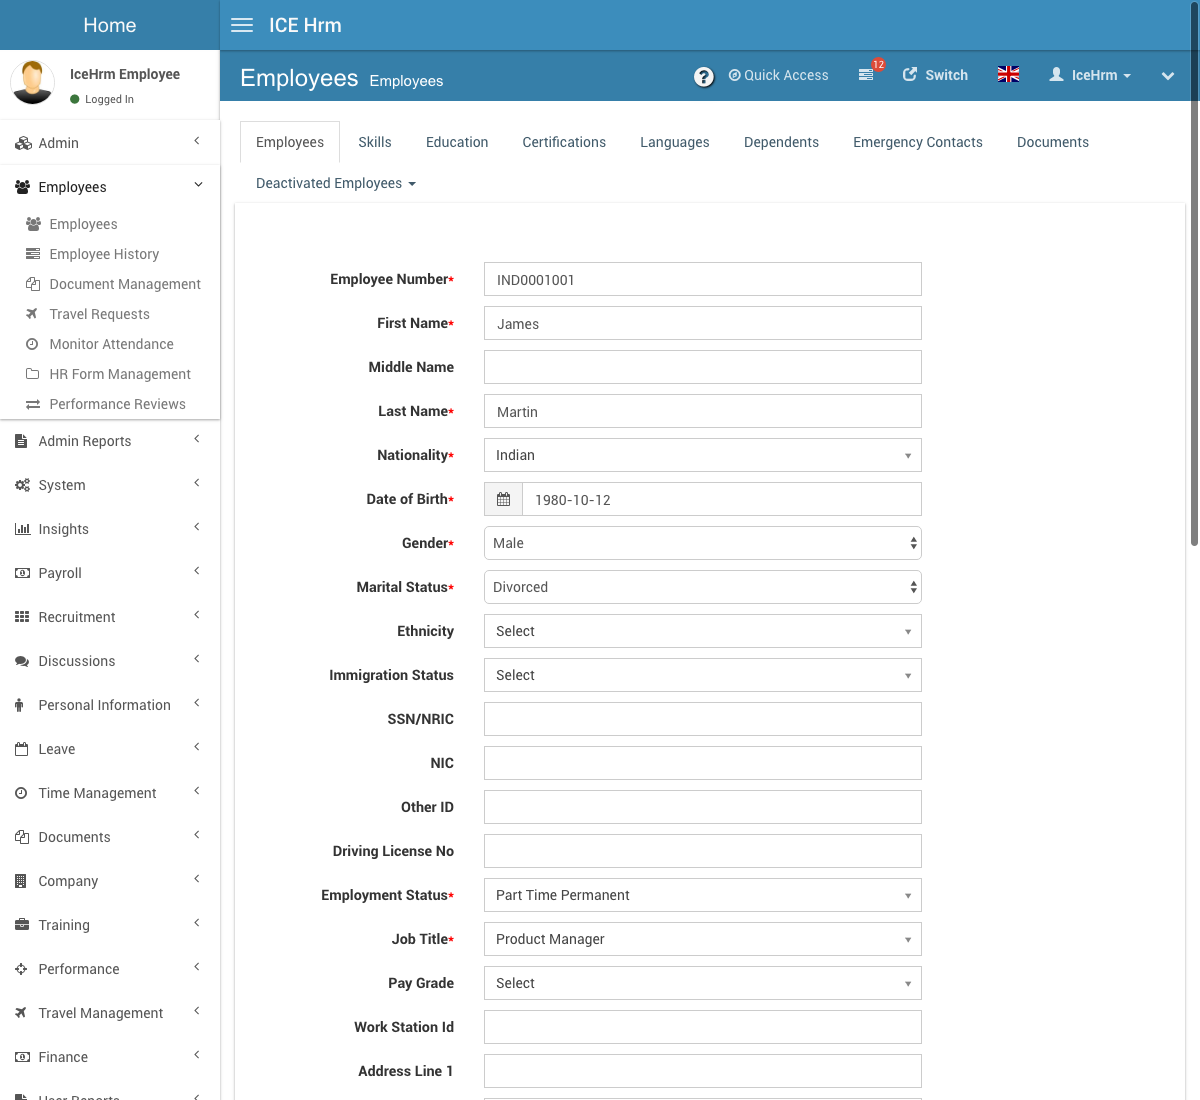 Home
ICE Hrm
IceHrm Employee
Logged In
Employees Employees
Quick Access
12
Switch
IceHrm
Admin
Employees
Employees
Employee History
Document Management
Travel Requests
Monitor Attendance
HR Form Management
Performance Reviews
Admin Reports
System
Insights
Payroll
Recruitment
Discussions
Personal Information
Leave
Time Management
Documents
Company
Training
Performance
Travel Management
Finance
User Reports
Employees Skills Education Certifications Languages Dependents Emergency Contacts Documents
Deactivated Employees
Employee Number* IND0001001
First Name* James
Middle Name
Last Name* Martin
Nationality* Indian
Date of Birth* 1980-10-12
Gender* Male
Marital Status* Divorced
Ethnicity Select
Immigration Status Select
SSN/NRIC
NIC
Other ID
Driving License No
Employment Status* Part Time Permanent
Job Title* Product Manager
Pay Grade Select
Work Station Id
Address Line 1